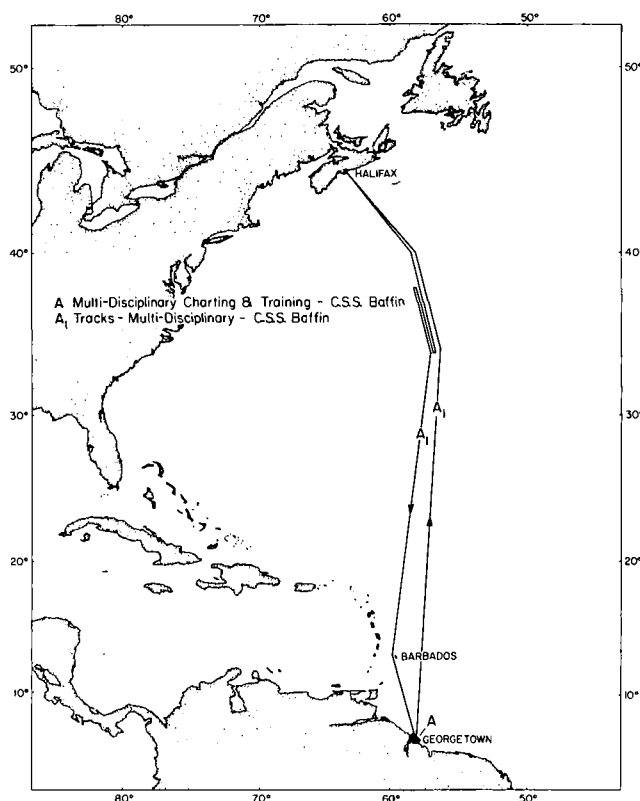 80° 70° 60° 50°
50° 50°
HALIFAX
40° 40°
A Multi-Disciplinary Charting & Training - C.S.S. Baffin
A₁ Tracks - Multi-Disciplinary - C.S.S. Baffin
A₁
30° 30°
A₁
20° 20°
BARBADOS
10° 10°
A
GEORGETOWN
80° 70° 60° 50°